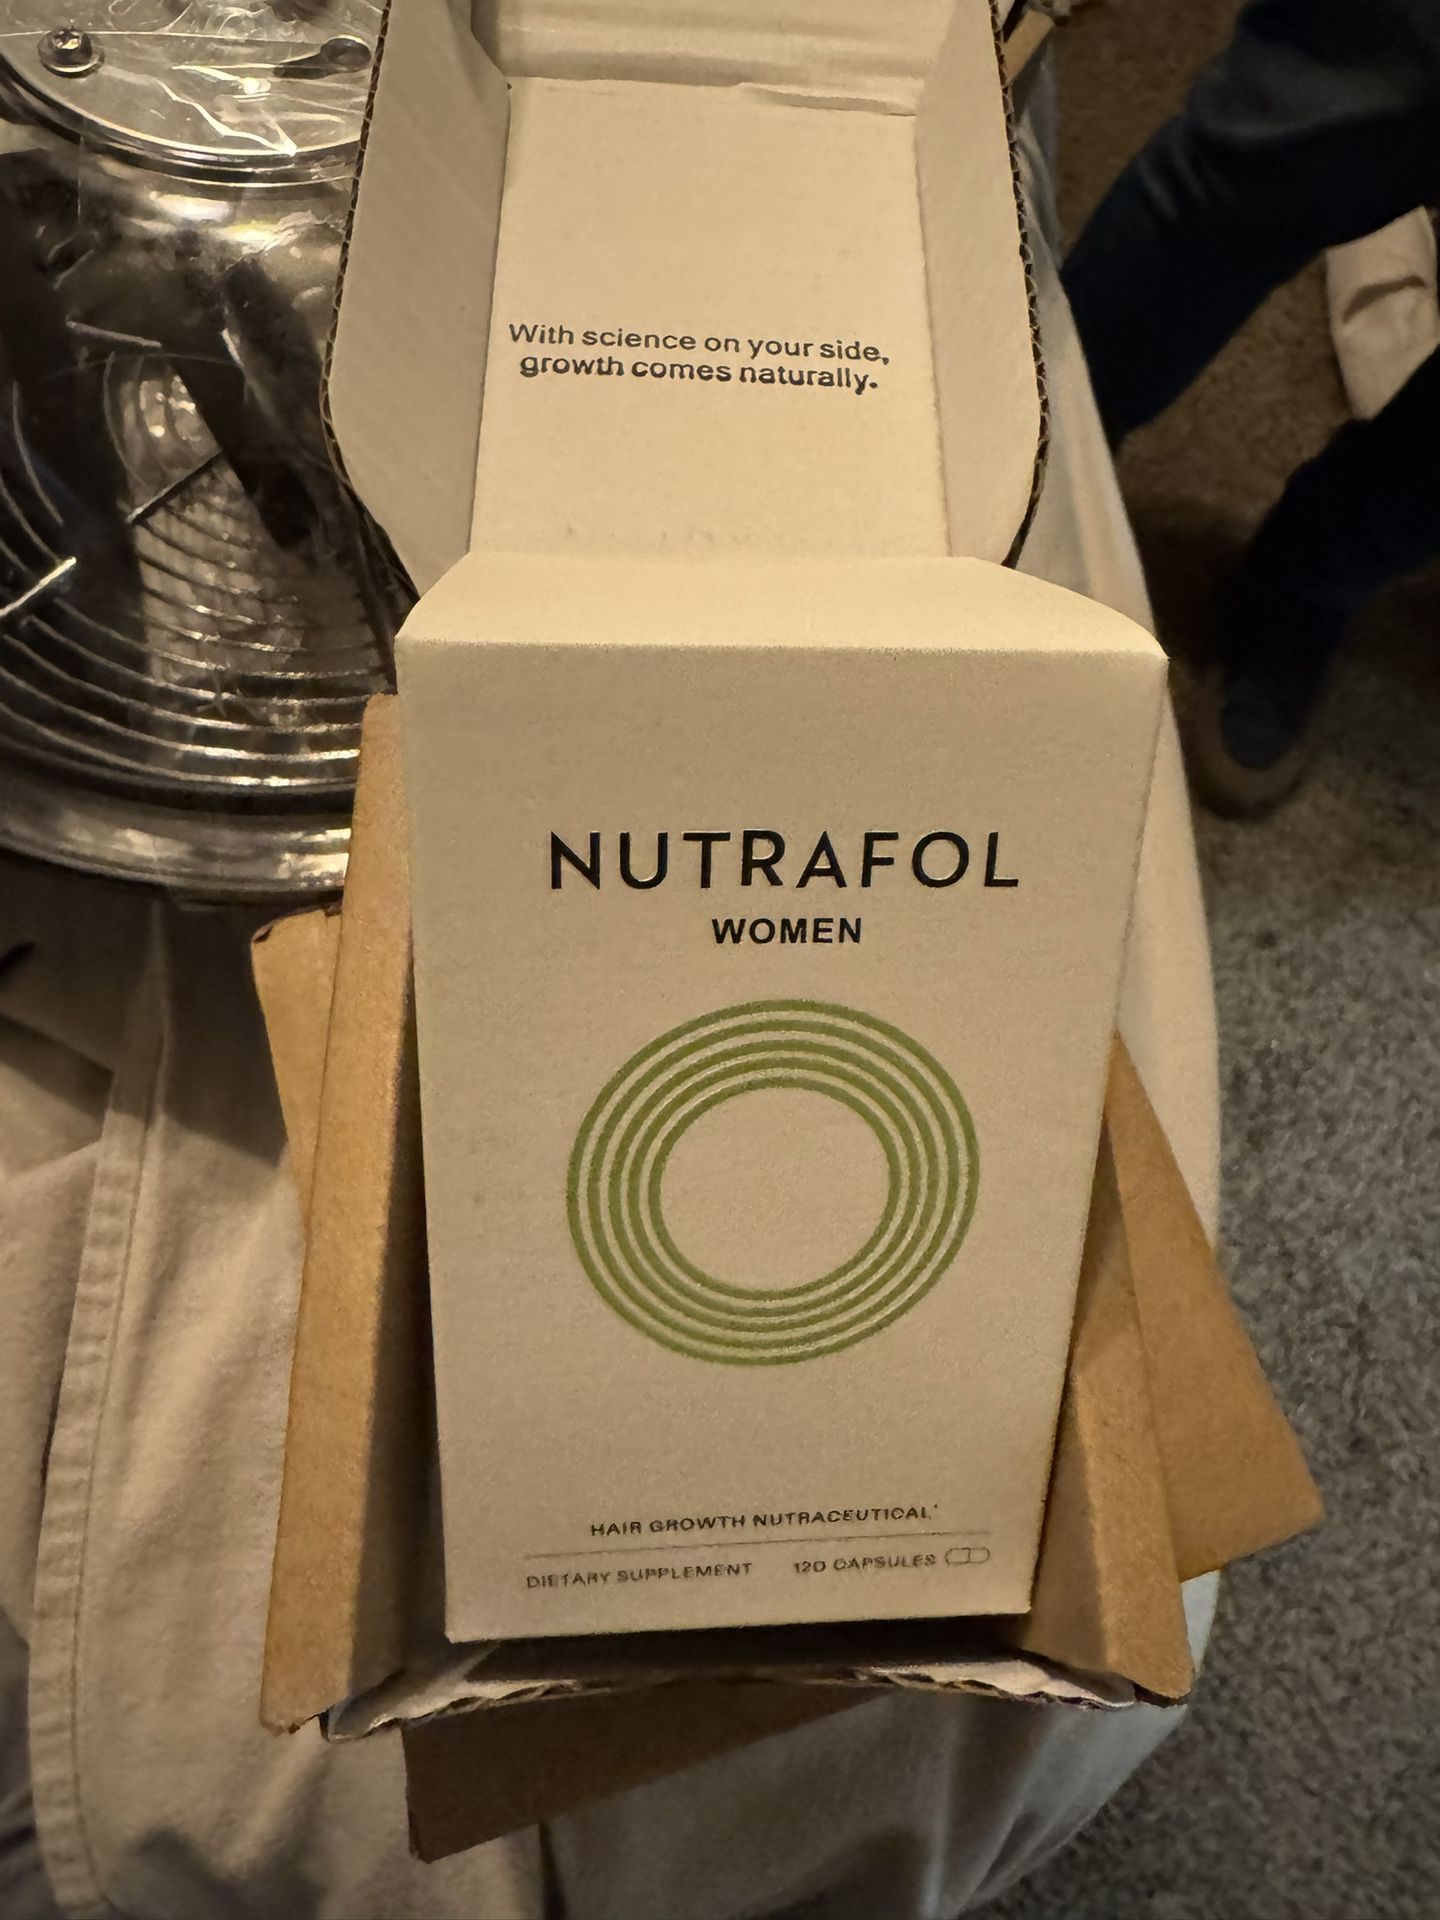 With science on your side,
growth comes naturally.
NUTRAFOL
WOMEN
HAIR GROWTH NUTRACEUTICAL*
DIETARY SUPPLEMENT 120 CAPSULES